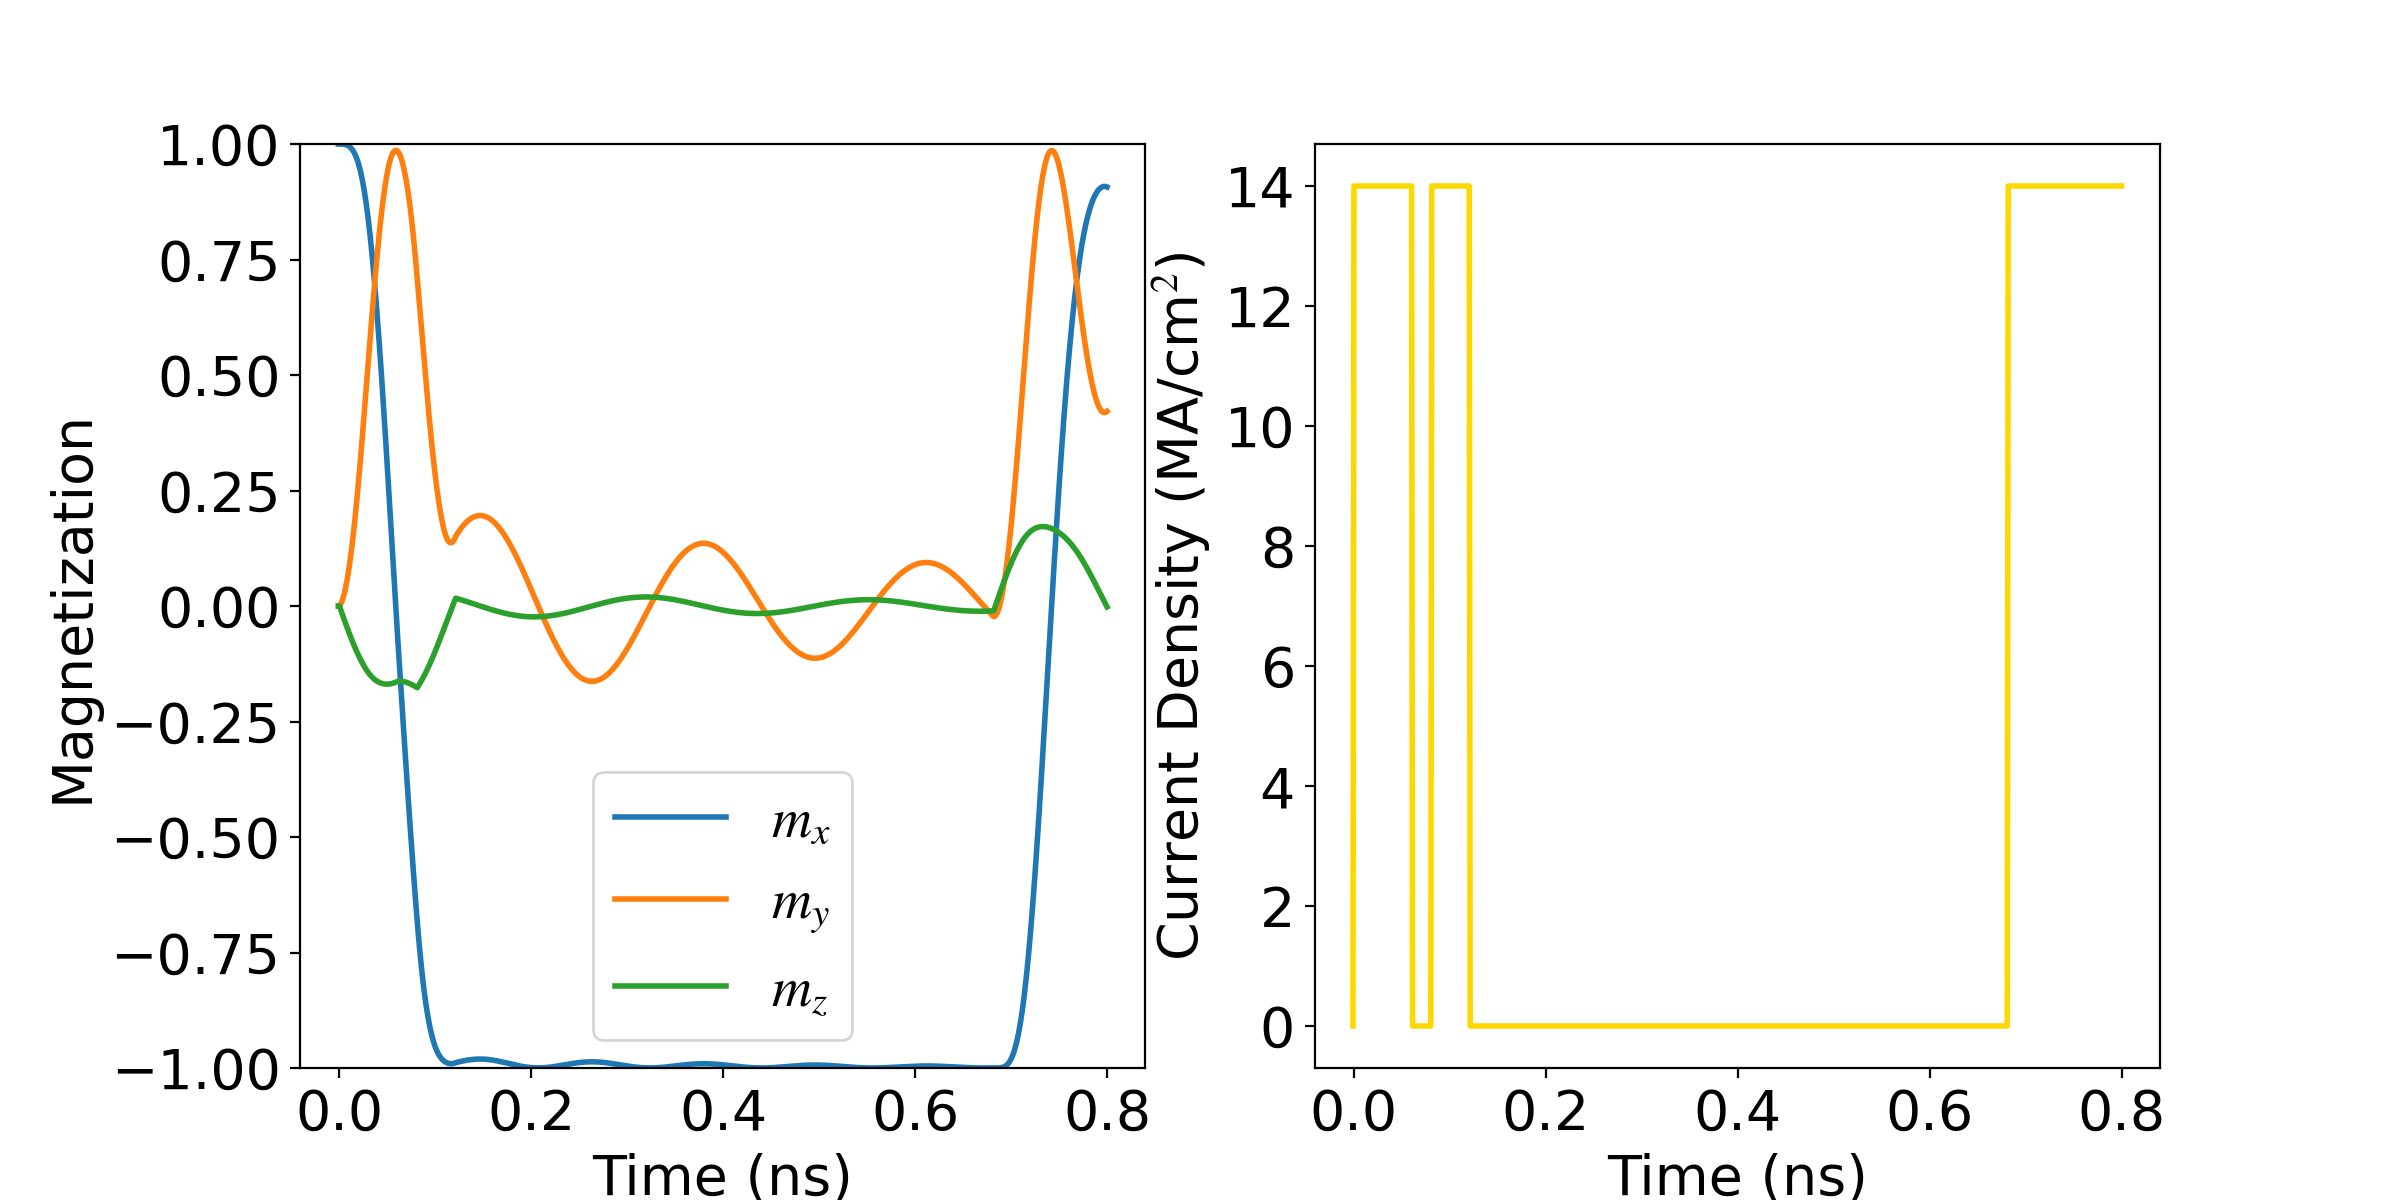 1.00
0.75
0.50
0.25
0.00
−0.25
−0.50
−0.75
−1.00
Magnetization
m_x
m_y
m_z
0.0 0.2 0.4 0.6 0.8
Time (ns)
14
12
10
8
6
4
2
0
Current Density (MA/cm²)
0.0 0.2 0.4 0.6 0.8
Time (ns)